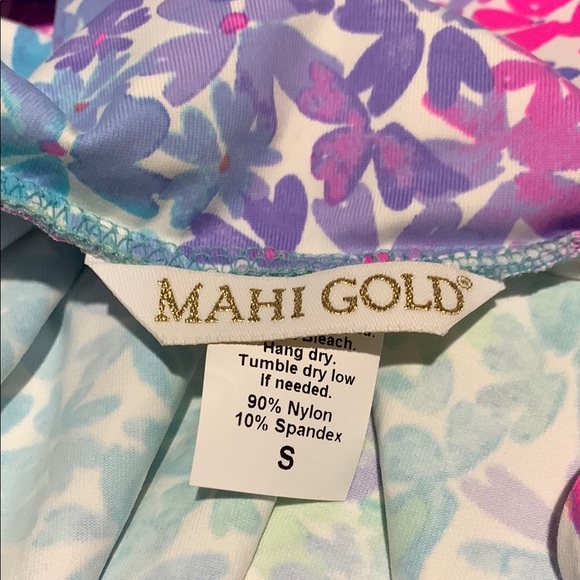 MAHI GOLD®
Bleach.
Hang dry.
Tumble dry low
If needed.
90% Nylon
10% Spandex
S